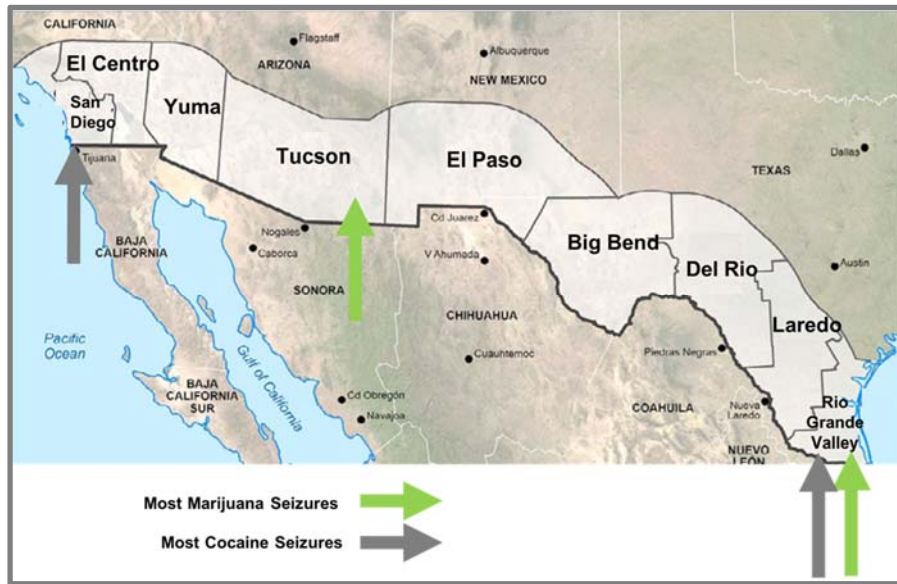 CALIFORNIA
Flagstaff
Albuquerque
El Centro
ARIZONA
NEW MEXICO
San
Diego
Yuma
Tucson
El Paso
Dallas
TEXAS
Tijuana
Cd Juarez
BAJA
CALIFORNIA
Nogales
Caborca
V Ahumada
Big Bend
Del Rio
Austin
SONORA
CHIHUAHUA
Laredo
Pacific
Ocean
Gulf of California
Cuauhtemoc
Piedras Negras
BAJA
CALIFORNIA
SUR
Cd Obregón
Navajoa
COAHUILA
Nueva
Laredo
Rio
Grande
Valley
NUEVO
LEÓN
Most Marijuana Seizures
Most Cocaine Seizures